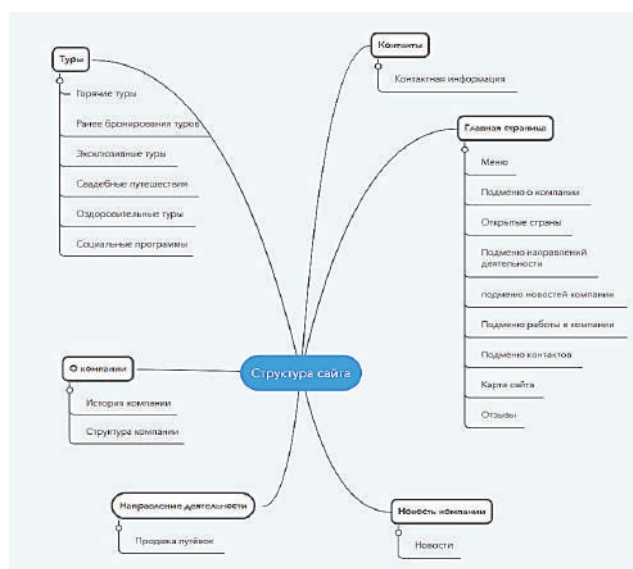 Туры
Горячие туры
Ранее бронирования туров
Эксклюзивные туры
Свадебные путешествия
Оздоровительные туры
Социальные программы
Контакты
Контактная информация
Главная страница
Меню
Подменю о компании
Открытые страны
Подменю направлений
деятельности
подменю новостей компании
Подменю работы в компании
Подменю контактов
Карта сайта
Отзывы
Структура сайта
О компании
История компании
Структура компании
Направление деятельности
Продажа путёвок
Новость компании
Новости